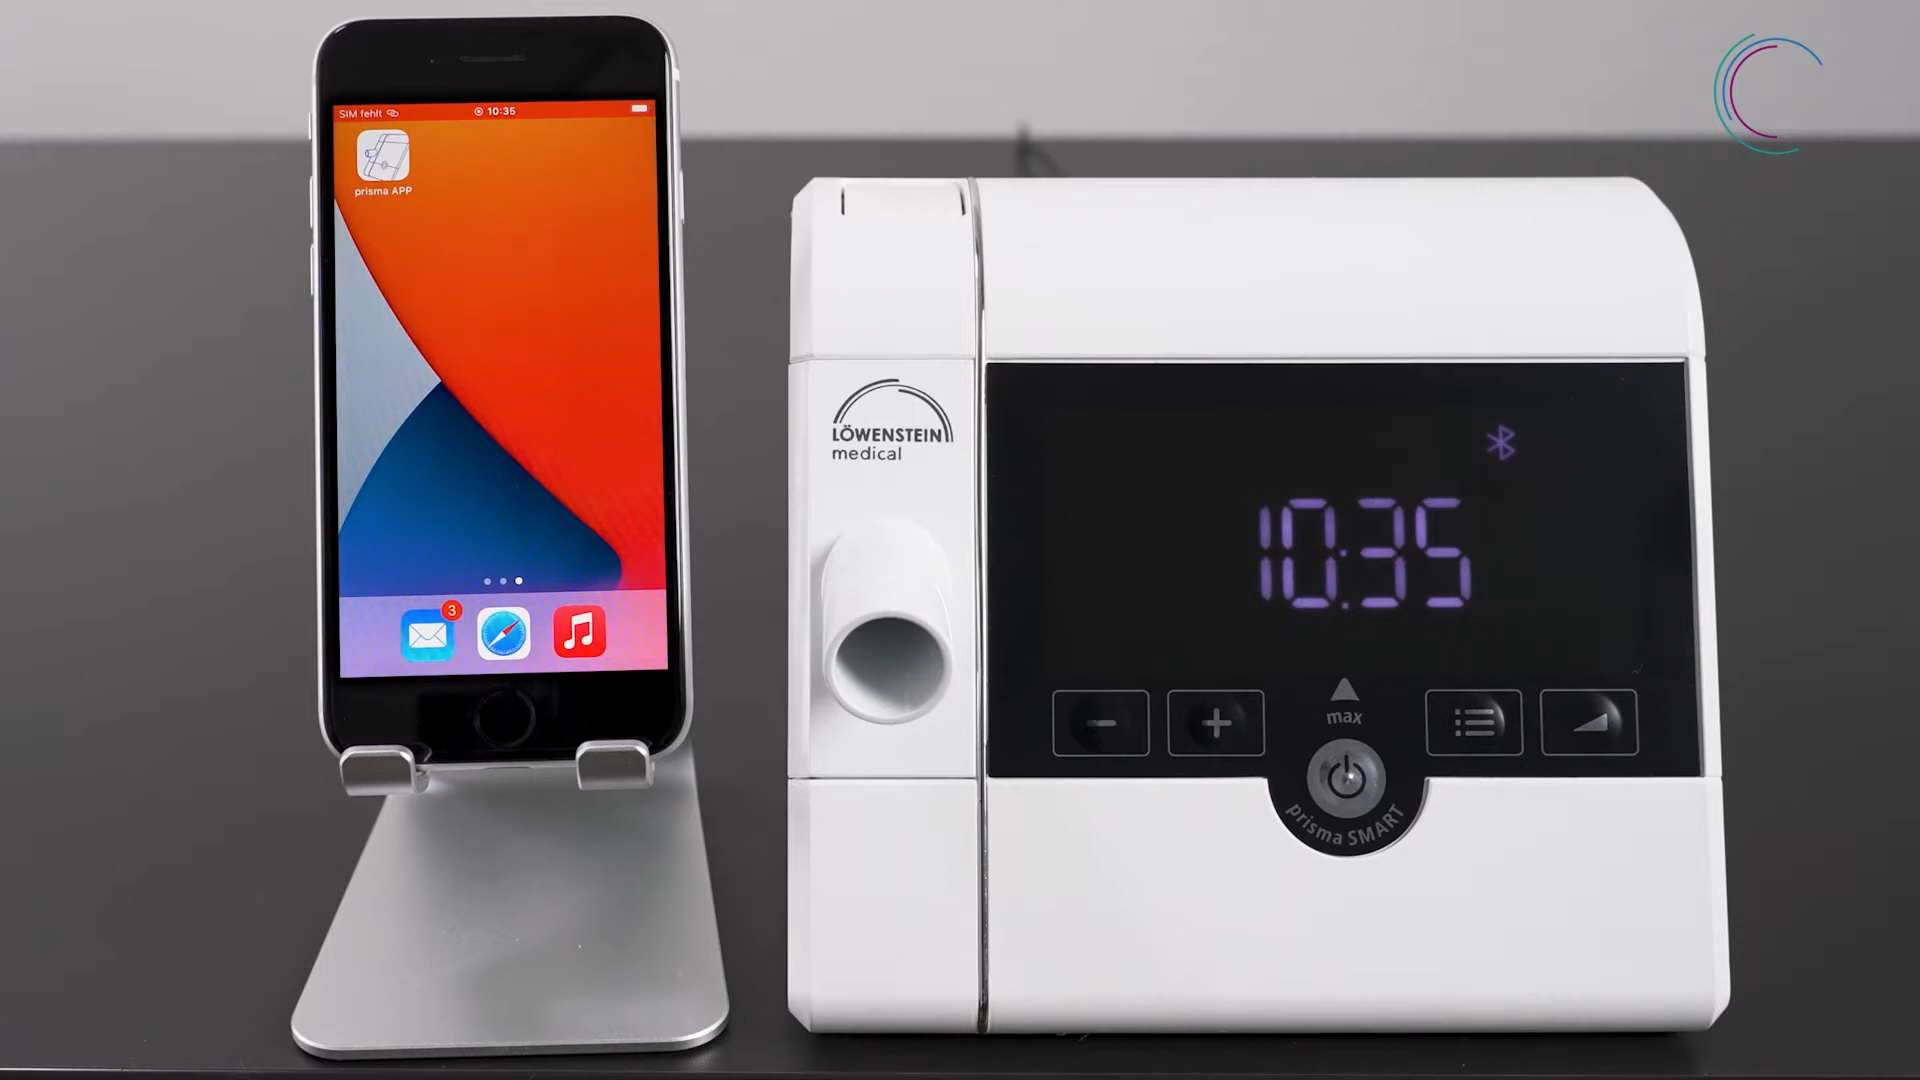 SIM fehlt
10:35
prisma APP
3
LÖWENSTEIN
medical
10:35
max
prisma SMART